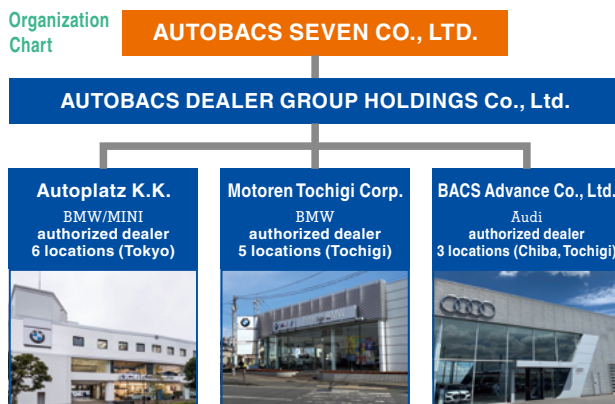 Organization
Chart
AUTOBACS SEVEN CO., LTD.
AUTOBACS DEALER GROUP HOLDINGS Co., Ltd.
Autoplatz K.K.
BMW/MINI
authorized dealer
6 locations (Tokyo)
Motoren Tochigi Corp.
BMW
authorized dealer
5 locations (Tochigi)
BACS Advance Co., Ltd.
Audi
authorized dealer
3 locations (Chiba, Tochigi)